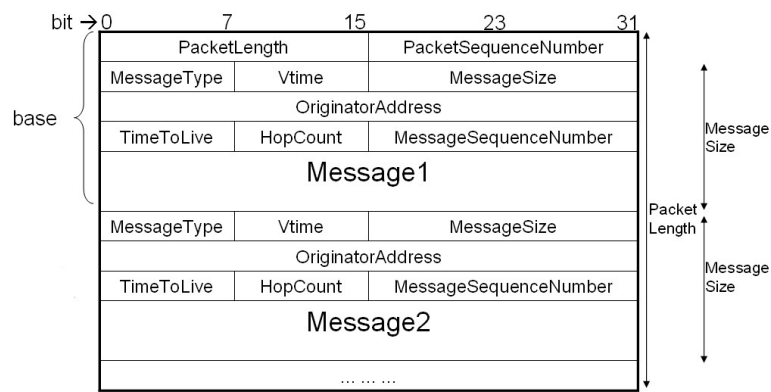 bit → 0 7 15 23 31
PacketLength PacketSequenceNumber
MessageType Vtime MessageSize
OriginatorAddress
TimeToLive HopCount MessageSequenceNumber
Message1
base
Message
Size
MessageType Vtime MessageSize
OriginatorAddress
TimeToLive HopCount MessageSequenceNumber
Message2
... ... ...
Packet
Length
Message
Size